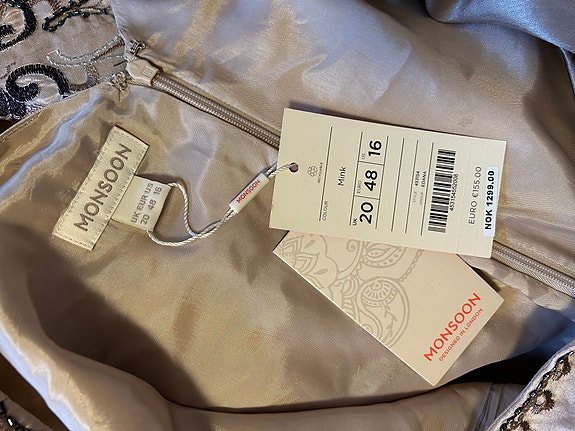 MONSOON
UK EUR US
20 48 16
MONSOON
RECYCLABLE
COLOUR
Mink
UK EURO US
20 48 16
EURO €155.00
NOK 1299.00
MONSOON
DESIGNED IN LONDON